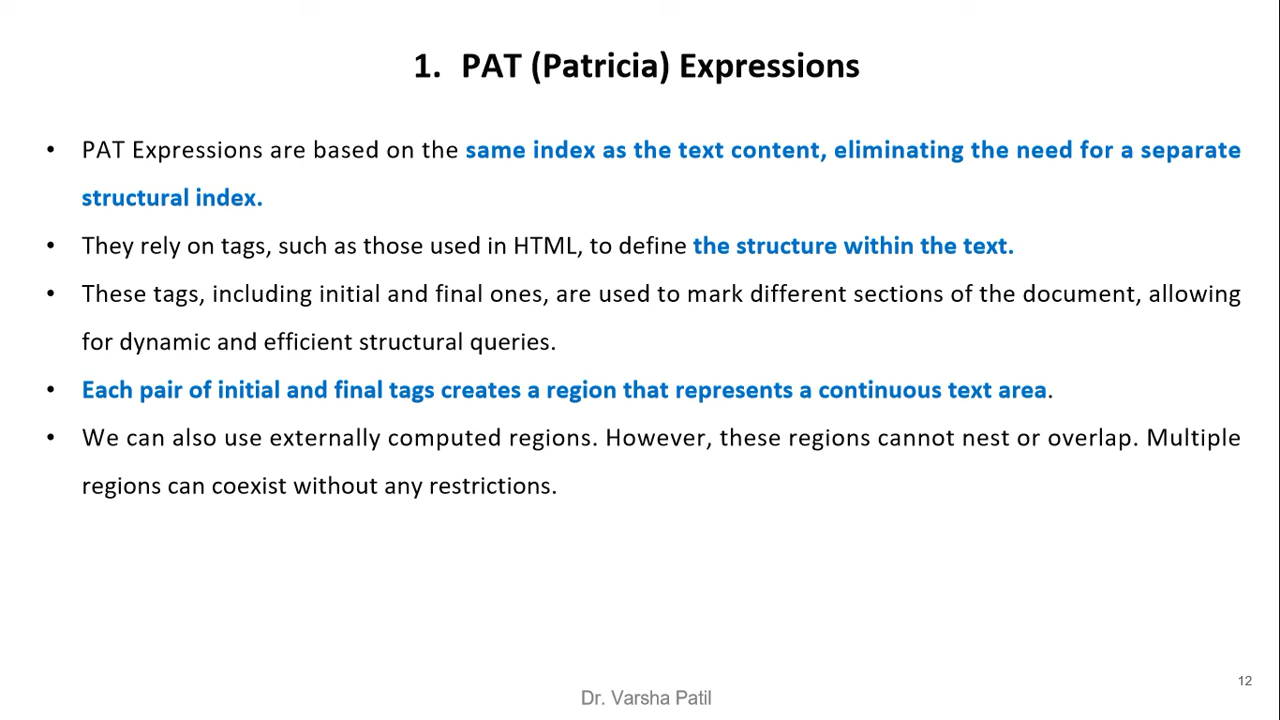 1. PAT (Patricia) Expressions
• PAT Expressions are based on the same index as the text content, eliminating the need for a separate
structural index.
• They rely on tags, such as those used in HTML, to define the structure within the text.
• These tags, including initial and final ones, are used to mark different sections of the document, allowing
for dynamic and efficient structural queries.
• Each pair of initial and final tags creates a region that represents a continuous text area.
• We can also use externally computed regions. However, these regions cannot nest or overlap. Multiple
regions can coexist without any restrictions.
12
Dr. Varsha Patil